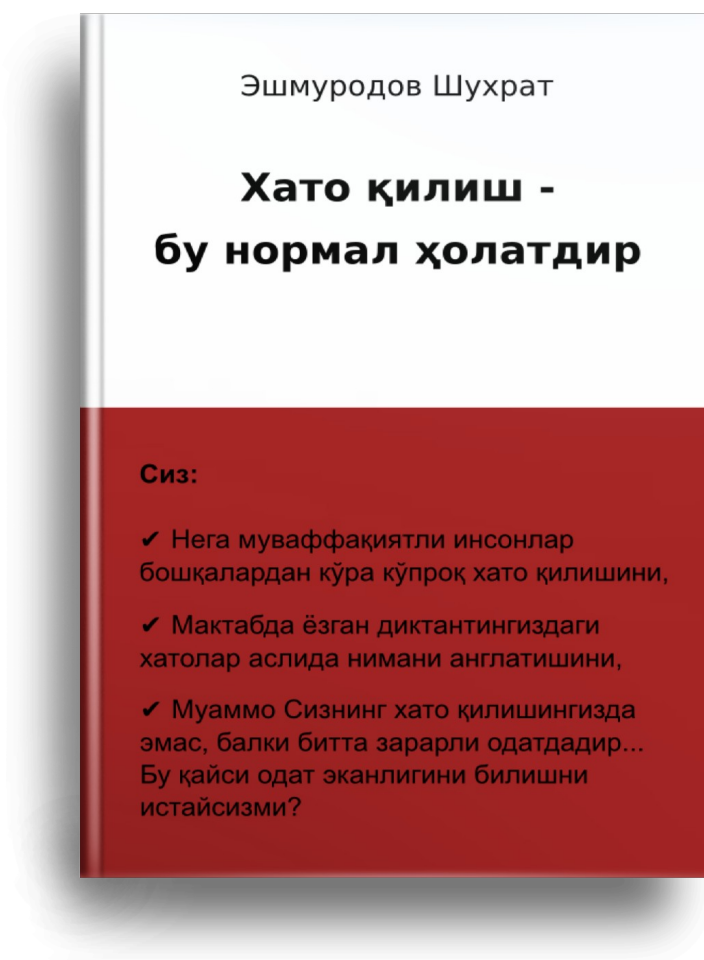 Эшмуродов Шухрат
Хато қилиш -
бу нормал ҳолатдир
Сиз:
✔ Нега муваффақиятли инсонлар
бошқалардан кўра кўпроқ хато қилишини,
✔ Мактабда ёзган диктантингиздаги
хатолар аслида нимани англатишини,
✔ Муаммо Сизнинг хато қилишингизда
эмас, балки битта зарарли одатдадир...
Бу қайси одат эканлигини билишни
истайсизми?